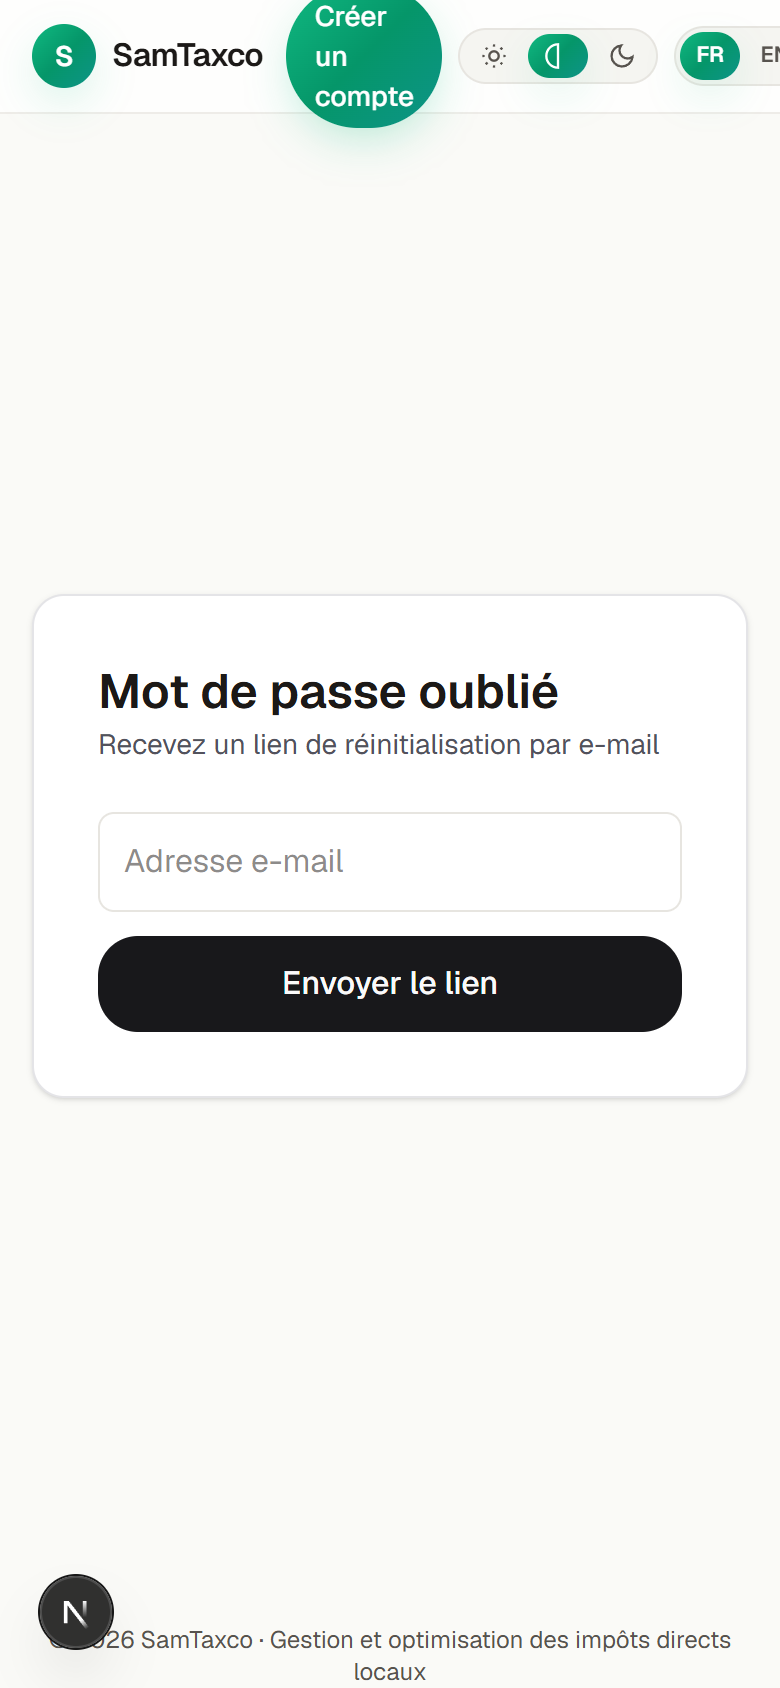 S
SamTaxco
Créer
un
compte
FR
Mot de passe oublié
Recevez un lien de réinitialisation par e-mail
Adresse e-mail
Envoyer le lien
N
SamTaxco · Gestion et optimisation des impôts directs
locaux